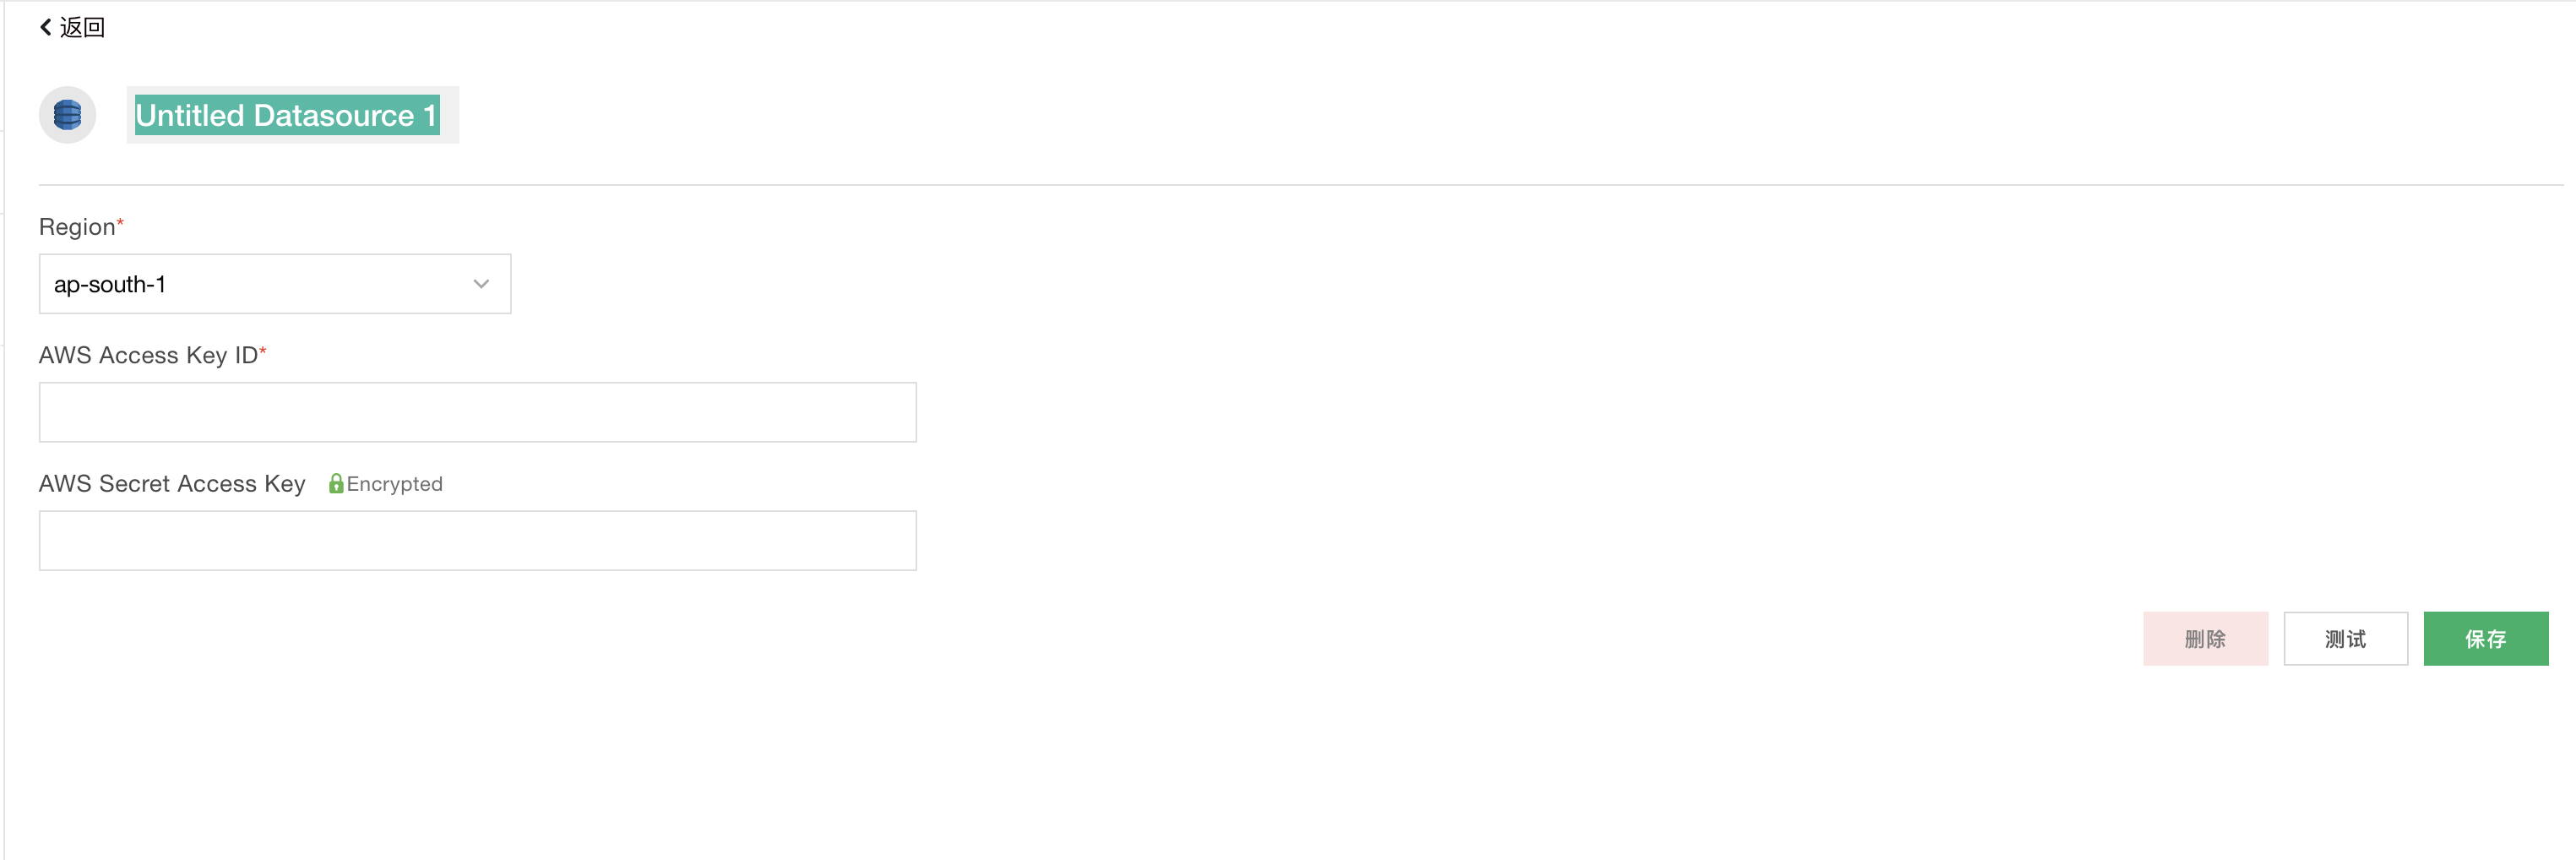 返回
Untitled Datasource 1
Region*
ap-south-1
AWS Access Key ID*
AWS Secret Access Key Encrypted
删除 测试 保存